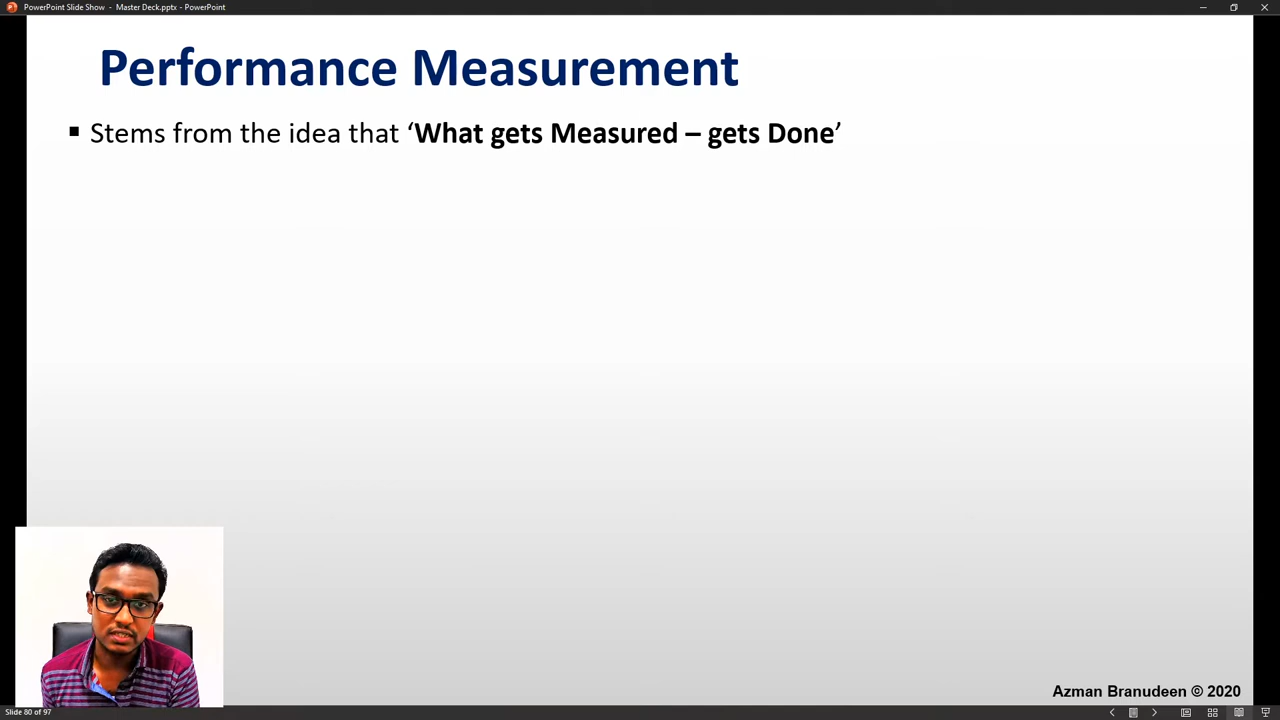 PowerPoint Slide Show - Master Deck.pptx - PowerPoint
Performance Measurement
▪ Stems from the idea that ‘What gets Measured – gets Done’
Azman Branudeen © 2020
Slide 80 of 97